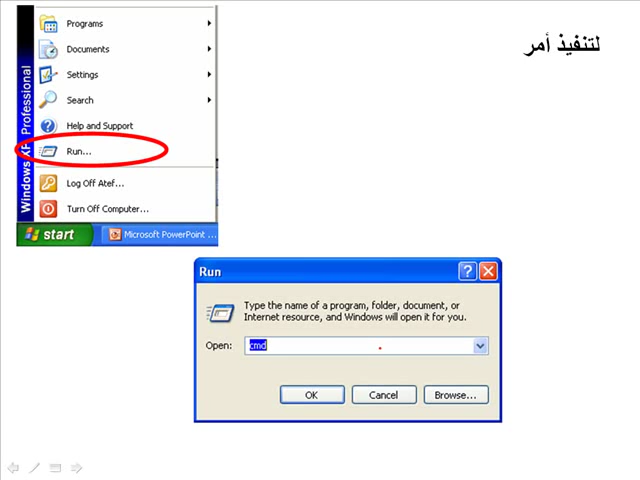 لتنفيذ أمر
Programs
Documents
Settings
Search
Help and Support
Run...
Log Off Atef...
Turn Off Computer...
Windows XP Professional
start
Microsoft PowerPoint ...
Run
Type the name of a program, folder, document, or
Internet resource, and Windows will open it for you.
Open: cmd
OK Cancel Browse...